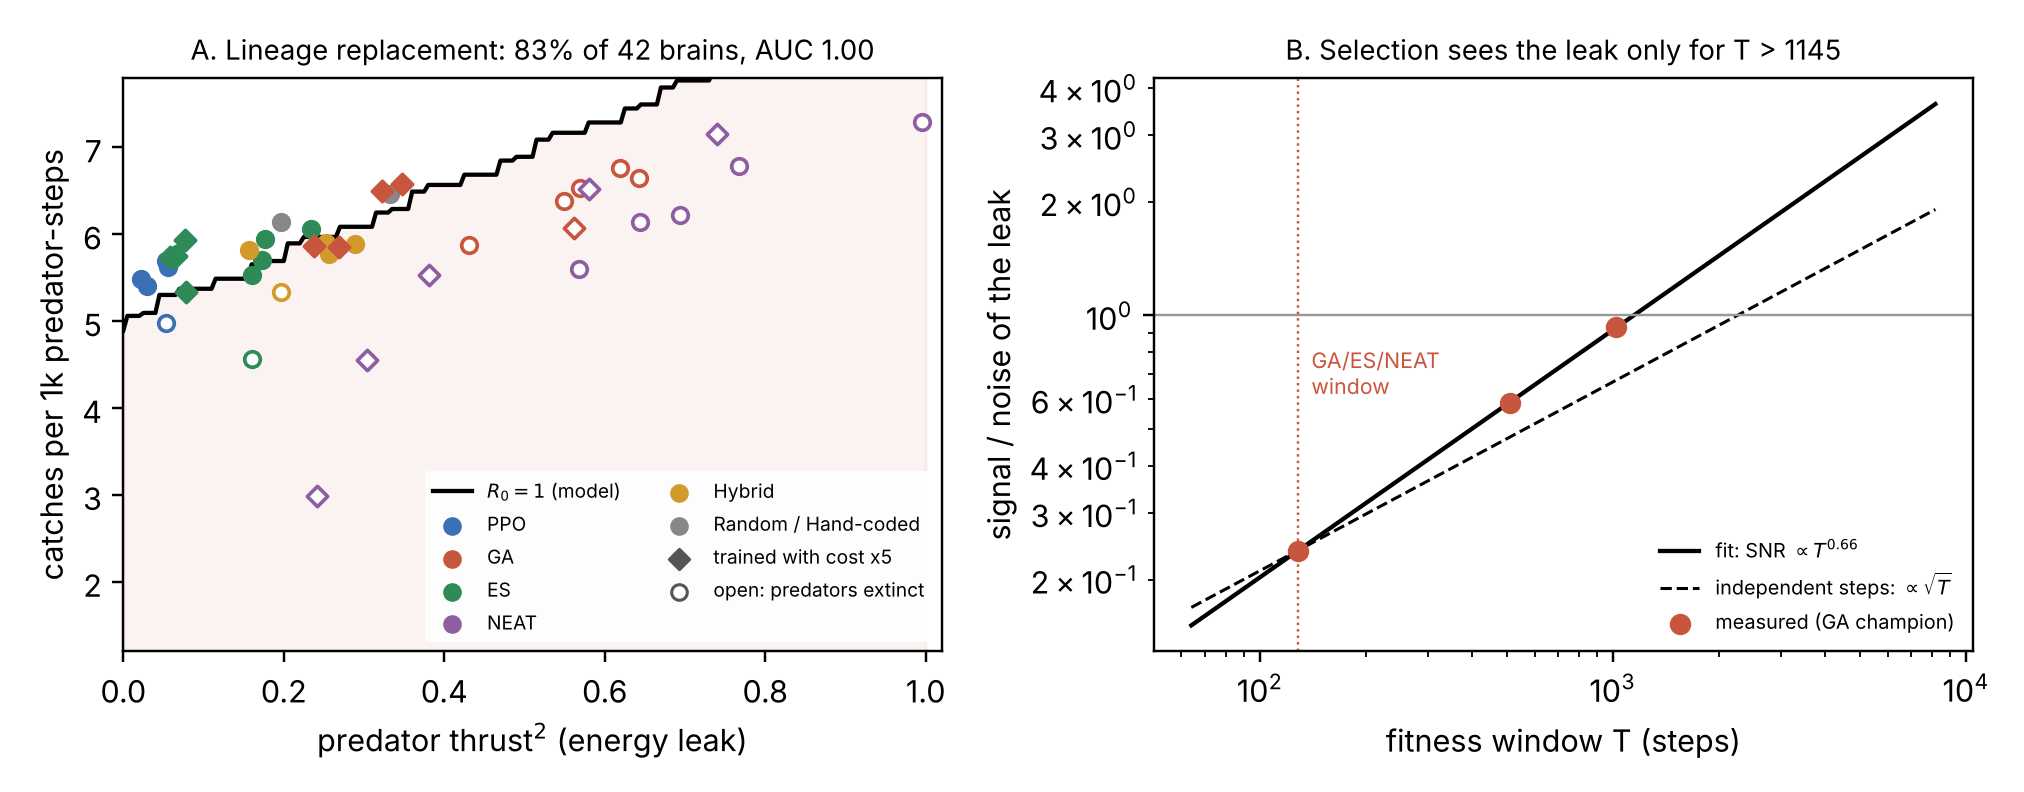 A. Lineage replacement: 83% of 42 brains, AUC 1.00
catches per 1k predator-steps
7
6
5
4
3
2
R₀ = 1 (model)
PPO
GA
ES
NEAT
Hybrid
Random / Hand-coded
trained with cost x5
open: predators extinct
0.0 0.2 0.4 0.6 0.8 1.0
predator thrust² (energy leak)
B. Selection sees the leak only for T > 1145
signal / noise of the leak
4 × 10⁰
3 × 10⁰
2 × 10⁰
10⁰
6 × 10⁻¹
4 × 10⁻¹
3 × 10⁻¹
2 × 10⁻¹
GA/ES/NEAT
window
fit: SNR ∝ T⁰·⁶⁶
independent steps: ∝ √T
measured (GA champion)
10² 10³ 10⁴
fitness window T (steps)